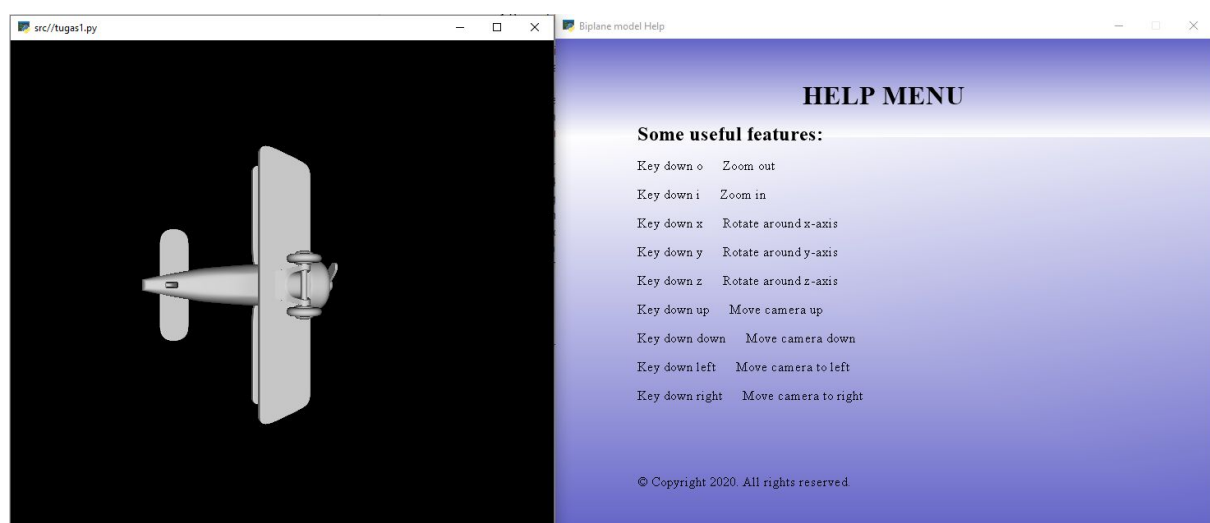 src//tugas1.py
Biplane model Help
HELP MENU
Some useful features:
Key down o Zoom out
Key down i Zoom in
Key down x Rotate around x-axis
Key down y Rotate around y-axis
Key down z Rotate around z-axis
Key down up Move camera up
Key down down Move camera down
Key down left Move camera to left
Key down right Move camera to right
© Copyright 2020. All rights reserved.